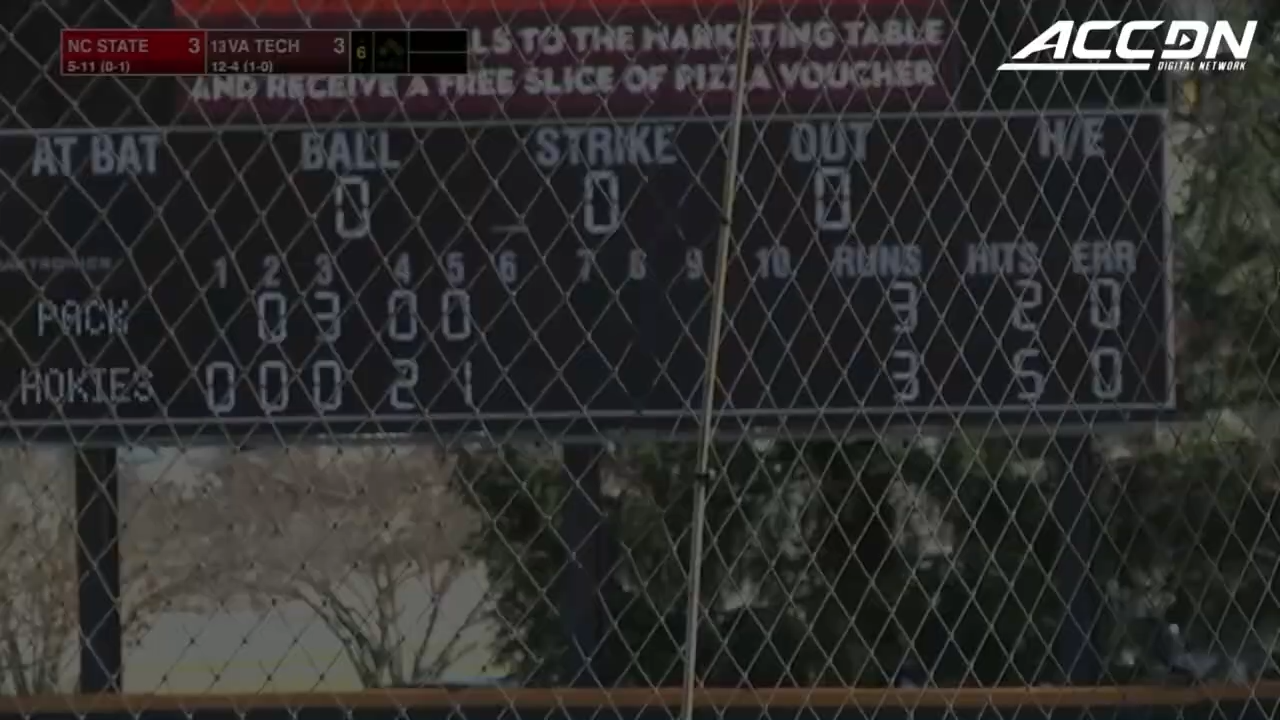 NC STATE 3 13 VA TECH 3 6
5-11 (0-1) 12-4 (1-0)
ACCDN
DIGITAL NETWORK
LS TO THE MARKETING TABLE
AND RECEIVE A FREE SLICE OF PIZZA VOUCHER
AT BAT BALL STRIKE OUT H/E
0 0 0
1 2 3 4 5 6 7 8 9 10 RUNS HITS ERR
PACK 0 3 0 0 3 2 0
HOKIES 0 0 0 2 1 3 5 0